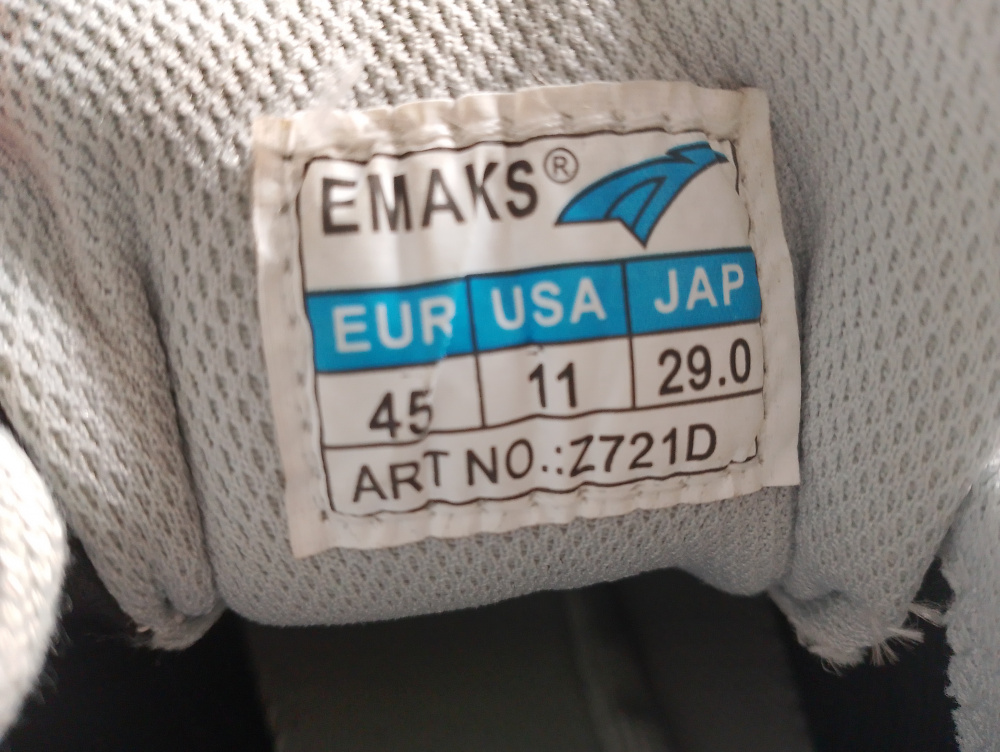 EMAKS®
EUR USA JAP
45 11 29.0
ART NO.:Z721D